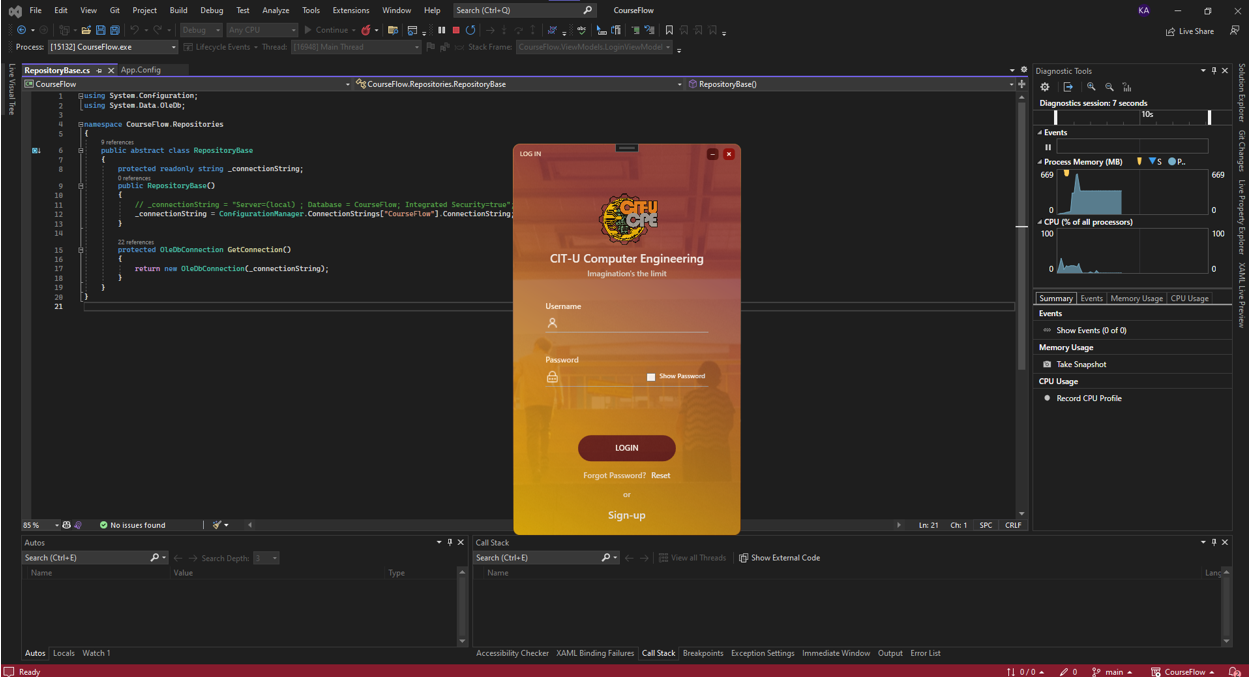 File Edit View Git Project Build Debug Test Analyze Tools Extensions Window Help Search (Ctrl+Q) CourseFlow KA
Debug Any CPU Continue Live Share
Process: [15132] CourseFlow.exe Lifecycle Events Thread: [16948] Main Thread Stack Frame: CourseFlow.ViewModels.LoginViewModel
Live Visual Tree
RepositoryBase.cs App.Config
CourseFlow CourseFlow.Repositories.RepositoryBase RepositoryBase()
1 using System.Configuration;
2 using System.Data.OleDb;
3
4 namespace CourseFlow.Repositories
5 {
9 references
6 public abstract class RepositoryBase
7 {
8 protected readonly string _connectionString;
0 references
9 public RepositoryBase()
10 {
11 // _connectionString = "Server=(local) ; Database = CourseFlow; Integrated Security=true";
12 _connectionString = ConfigurationManager.ConnectionStrings["CourseFlow"].ConnectionString;
13 }
14
22 references
15 protected OleDbConnection GetConnection()
16 {
17 return new OleDbConnection(_connectionString);
18 }
19 }
20 }
21
LOG IN
CIT-U
CPE
CIT-U Computer Engineering
Imagination's the limit
Username
Password
Show Password
LOGIN
Forgot Password? Reset
or
Sign-up
85 % No issues found Ln: 21 Ch: 1 SPC CRLF
Diagnostic Tools
Diagnostics session: 7 seconds
10s
Events
Process Memory (MB) S P..
669 669
0 0
CPU (% of all processors)
100 100
0 0
Summary Events Memory Usage CPU Usage
Events
Show Events (0 of 0)
Memory Usage
Take Snapshot
CPU Usage
Record CPU Profile
Solution Explorer
Git Changes
Live Property Explorer
XAML Live Preview
Autos
Search (Ctrl+E) Search Depth: 3
Name Value Type
Autos Locals Watch 1
Call Stack
Search (Ctrl+E) View all Threads Show External Code
Name Lang
Accessibility Checker XAML Binding Failures Call Stack Breakpoints Exception Settings Immediate Window Output Error List
Ready 0 / 0 0 main CourseFlow